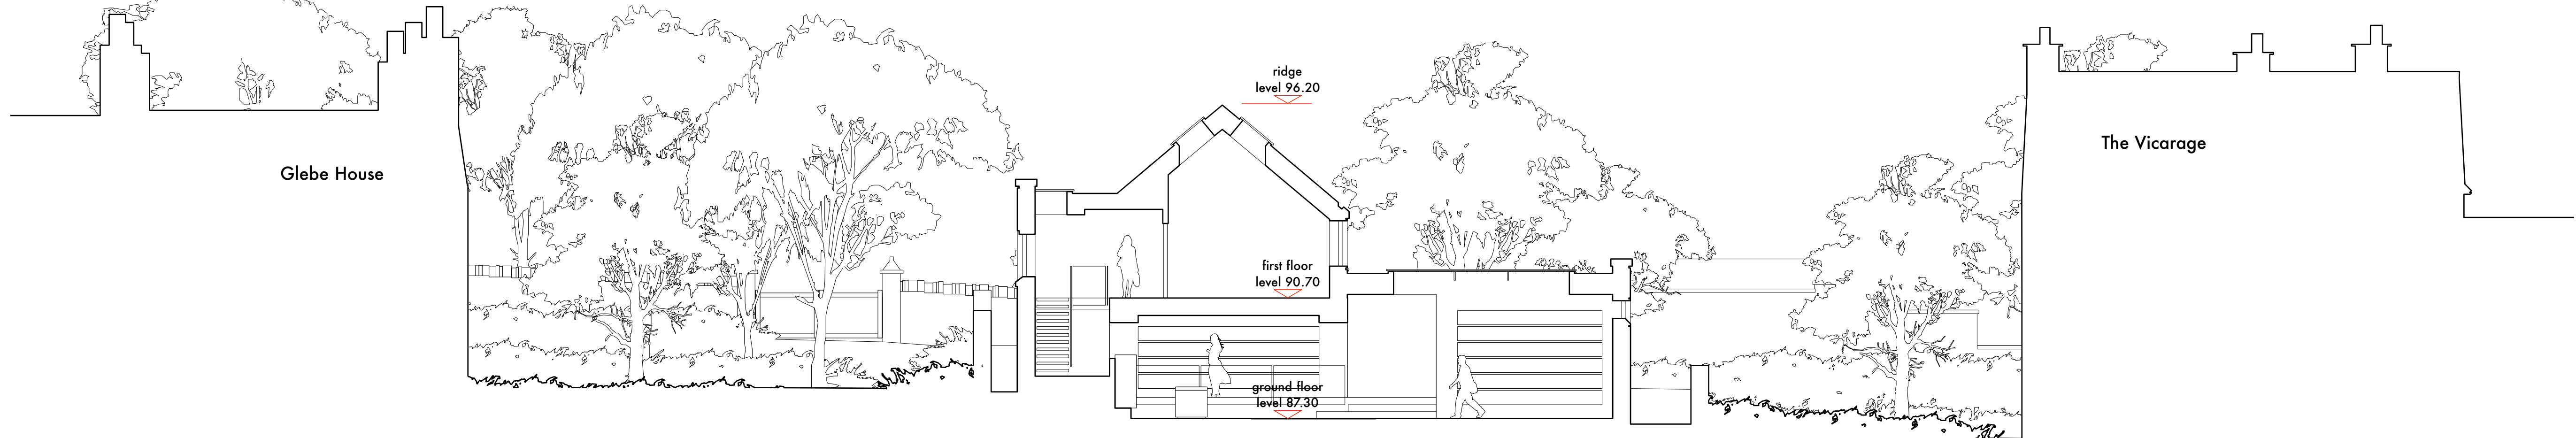 Glebe House
ridge
level 96.20
first floor
level 90.70
ground floor
level 87.30
The Vicarage